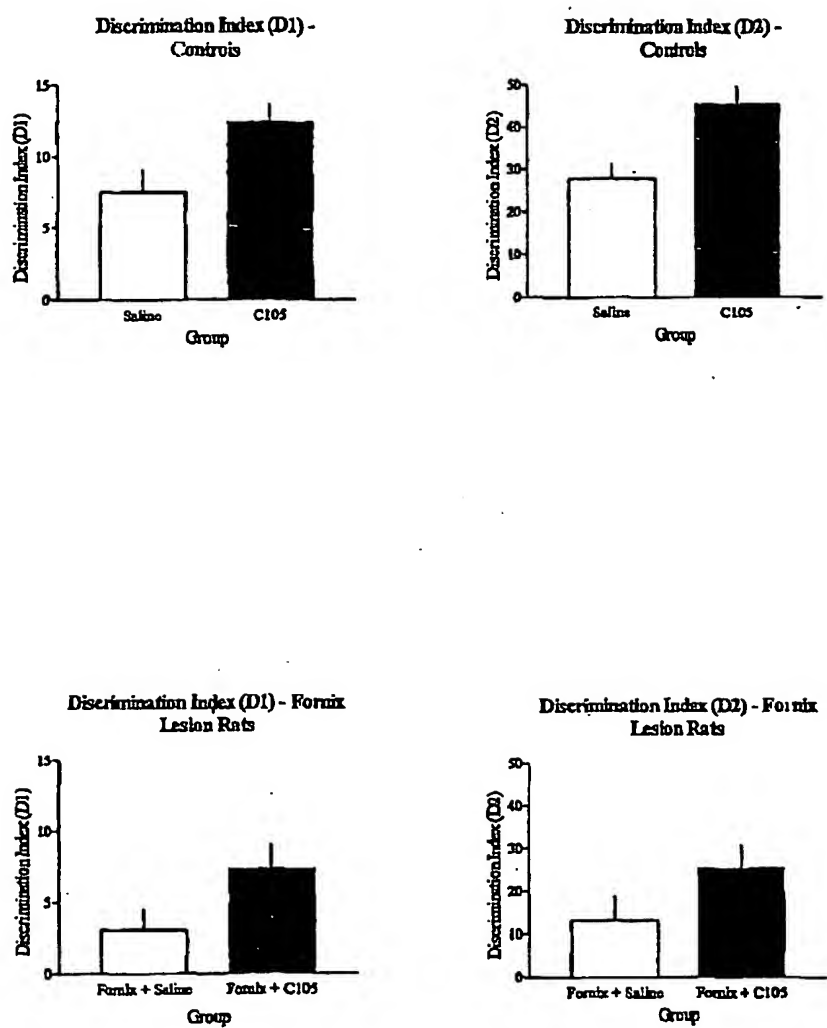 Discrimination Index (D1) -
Controls
15
10
5
0
Discrimination Index (D1)
Saline C105
Group
Discrimination Index (D2) -
Controls
50
40
30
20
10
0
Discrimination Index (D2)
Saline C105
Group
Discrimination Index (D1) - Fornix
Lesion Rats
15
10
5
0
Discrimination Index (D1)
Fornix + Saline Fornix + C105
Group
Discrimination Index (D2) - Fornix
Lesion Rats
50
40
30
20
10
0
Discrimination Index (D2)
Fornix + Saline Fornix + C105
Group